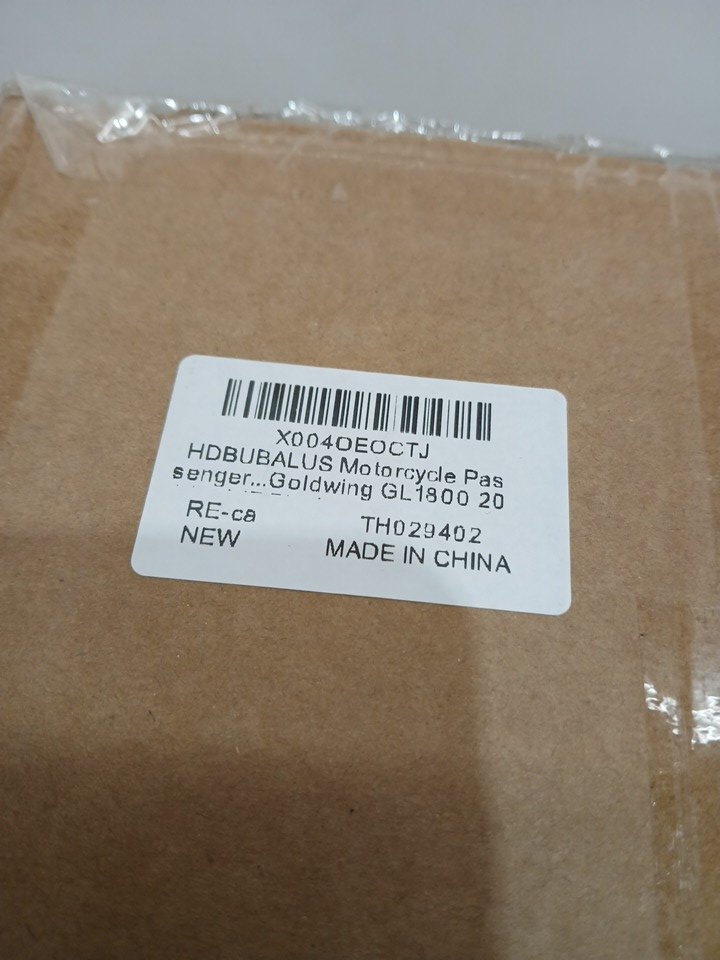 X004OEOCTJ
HDBUBALUS Motorcycle Pas
senger...Goldwing GL1800 20
RE-ca
TH029402
NEW
MADE IN CHINA